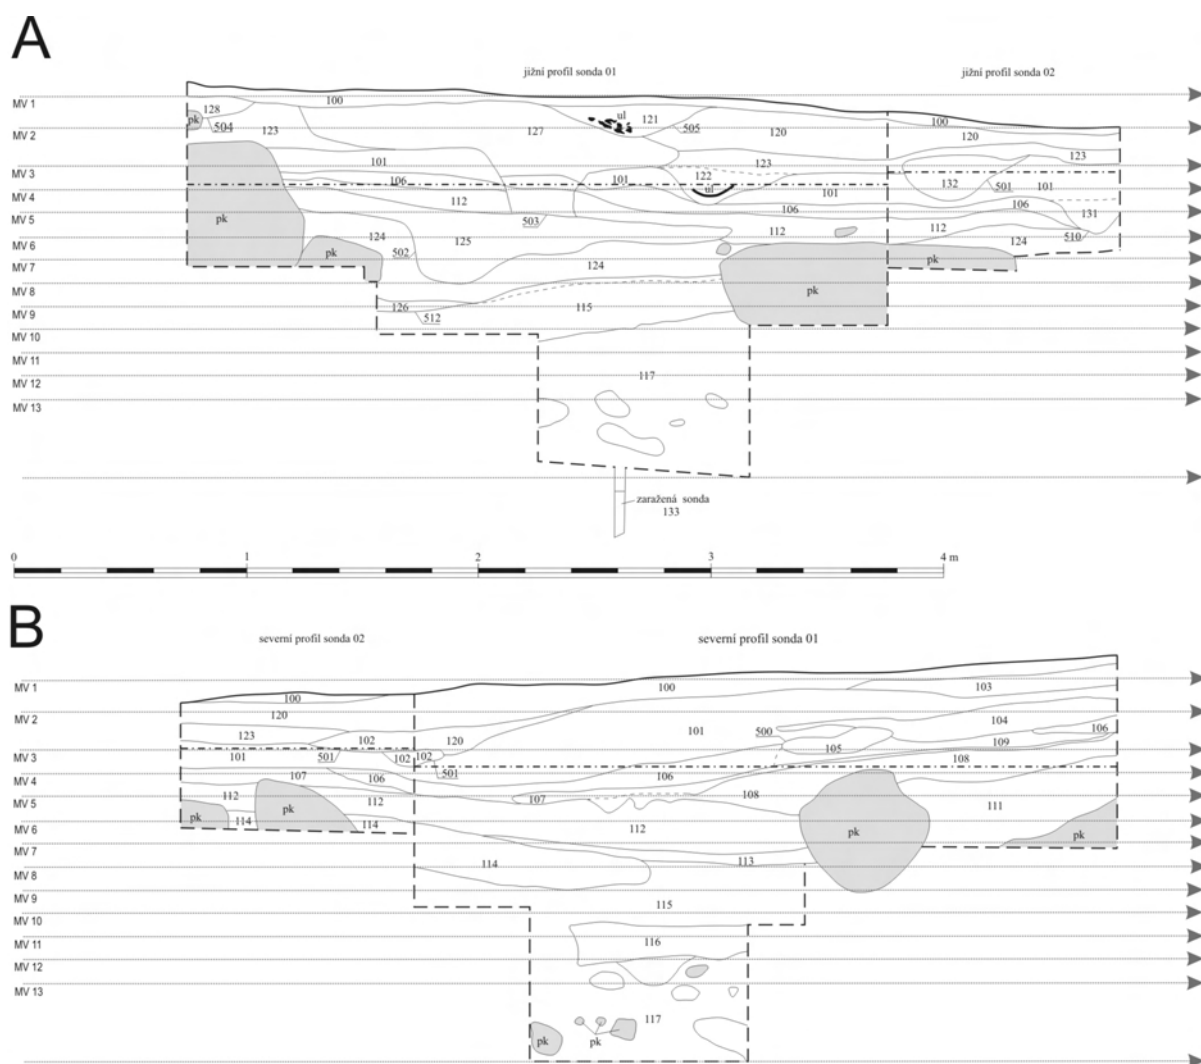 A
jižní profil sonda 01
jižní profil sonda 02
MV 1
100
128
ul
121
100
pk
504
123
127
505
120
120
MV 2
101
123
123
MV 3
106
101
122
ul
101
132
501
101
MV 4
112
106
106
131
MV 5
503
112
112
510
pk
124
125
124
MV 6
pk
502
124
pk
MV 7
MV 8
126
115
pk
MV 9
512
MV 10
MV 11
117
MV 12
MV 13
zaražená sonda
133
0
1
2
3
4 m
B
severní profil sonda 02
severní profil sonda 01
MV 1
100
100
103
MV 2
120
104
123
102
120
101
500
106
MV 3
101
501
102
102
105
109
501
108
MV 4
107
106
106
112
107
108
MV 5
pk
112
111
pk
114
114
112
pk
pk
MV 6
MV 7
114
113
MV 8
MV 9
115
MV 10
MV 11
116
MV 12
MV 13
117
pk
pk